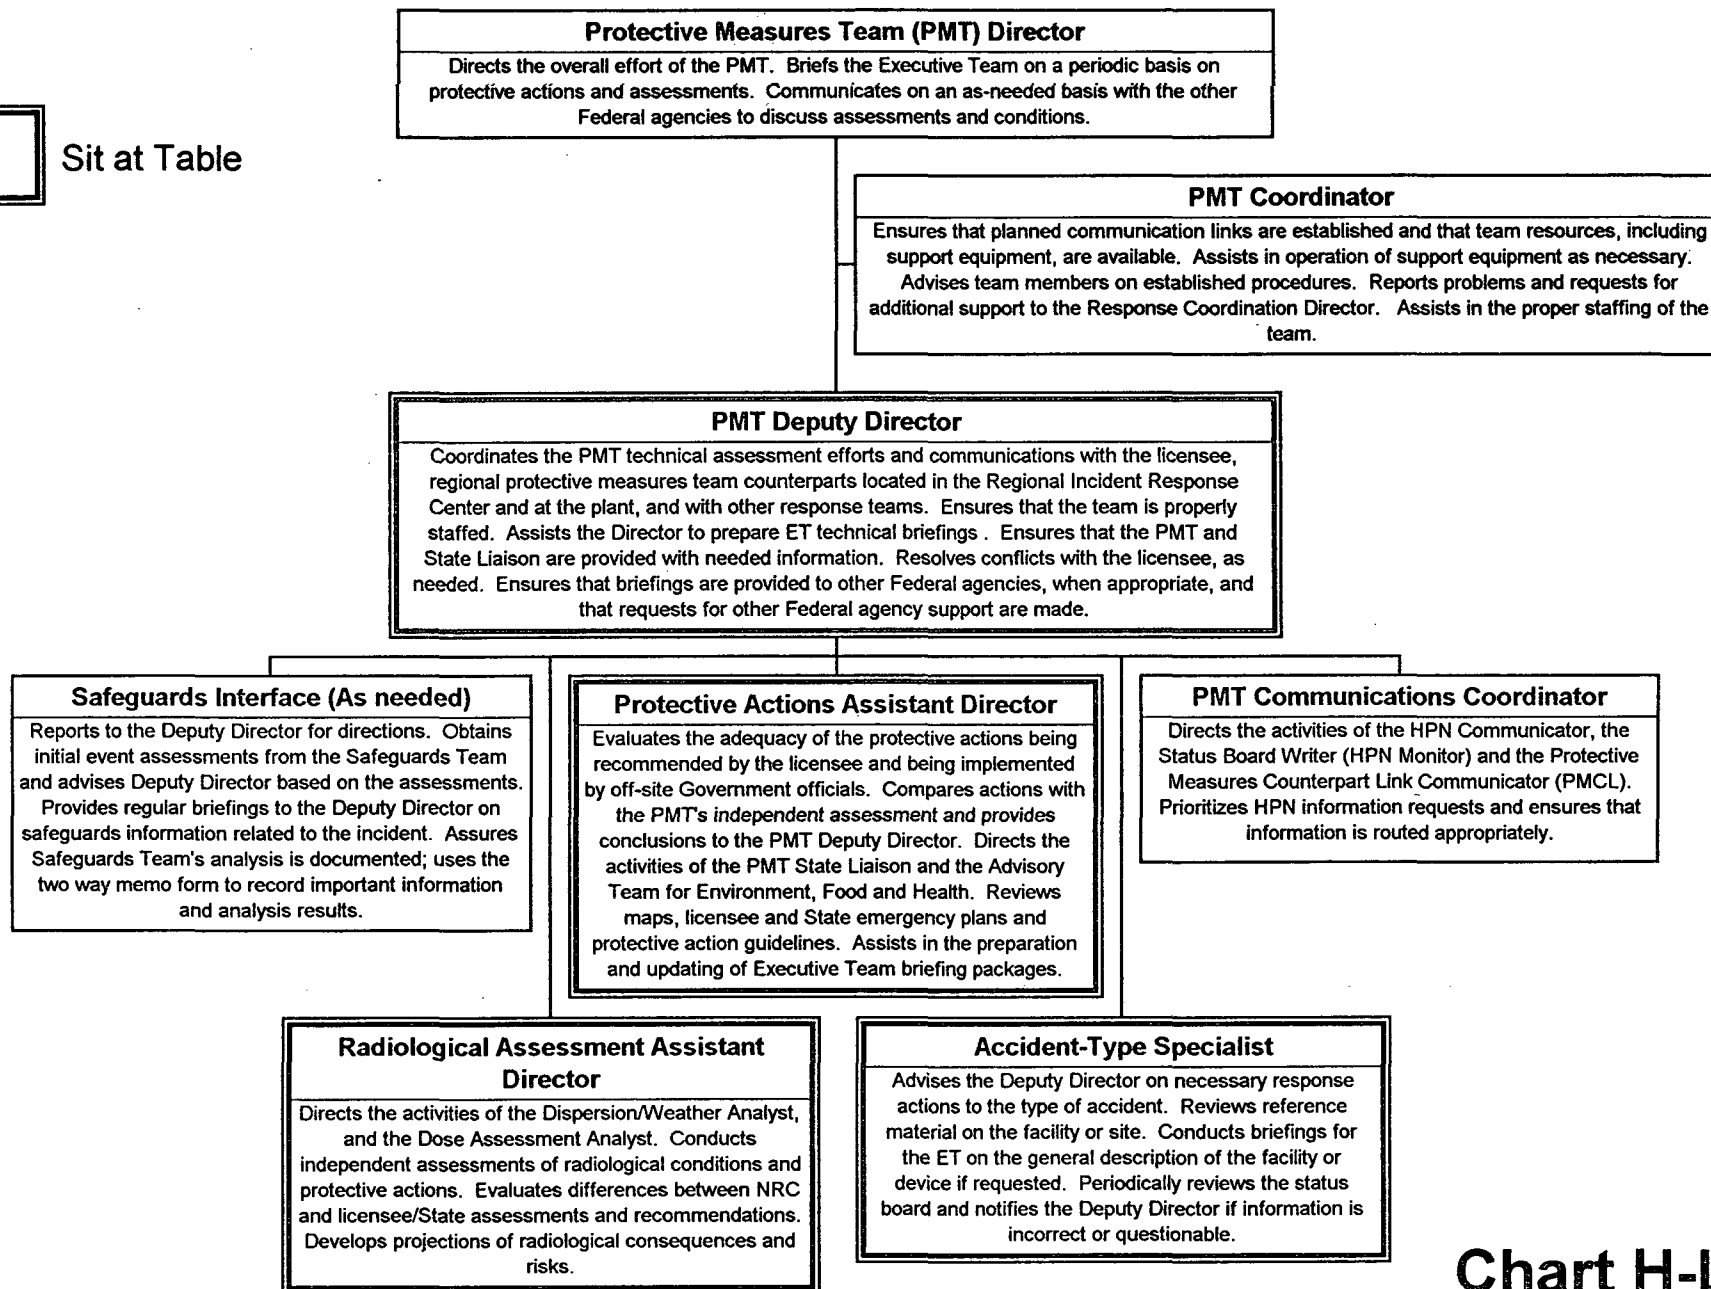 Protective Measures Team (PMT) Director
Directs the overall effort of the PMT. Briefs the Executive Team on a periodic basis on
protective actions and assessments. Communicates on an as-needed basis with the other
Federal agencies to discuss assessments and conditions.
Sit at Table
PMT Coordinator
Ensures that planned communication links are established and that team resources, including
support equipment, are available. Assists in operation of support equipment as necessary.
Advises team members on established procedures. Reports problems and requests for
additional support to the Response Coordination Director. Assists in the proper staffing of the
team.
PMT Deputy Director
Coordinates the PMT technical assessment efforts and communications with the licensee,
regional protective measures team counterparts located in the Regional Incident Response
Center and at the plant, and with other response teams. Ensures that the team is properly
staffed. Assists the Director to prepare ET technical briefings . Ensures that the PMT and
State Liaison are provided with needed information. Resolves conflicts with the licensee, as
needed. Ensures that briefings are provided to other Federal agencies, when appropriate, and
that requests for other Federal agency support are made.
Safeguards Interface (As needed)
Reports to the Deputy Director for directions. Obtains
initial event assessments from the Safeguards Team
and advises Deputy Director based on the assessments.
Provides regular briefings to the Deputy Director on
safeguards information related to the incident. Assures
Safeguards Team's analysis is documented; uses the
two way memo form to record important information
and analysis results.
Protective Actions Assistant Director
Evaluates the adequacy of the protective actions being
recommended by the licensee and being implemented
by off-site Government officials. Compares actions with
the PMT's independent assessment and provides
conclusions to the PMT Deputy Director. Directs the
activities of the PMT State Liaison and the Advisory
Team for Environment, Food and Health. Reviews
maps, licensee and State emergency plans and
protective action guidelines. Assists in the preparation
and updating of Executive Team briefing packages.
PMT Communications Coordinator
Directs the activities of the HPN Communicator, the
Status Board Writer (HPN Monitor) and the Protective
Measures Counterpart Link Communicator (PMCL).
Prioritizes HPN information requests and ensures that
information is routed appropriately.
Radiological Assessment Assistant
Director
Directs the activities of the Dispersion/Weather Analyst,
and the Dose Assessment Analyst. Conducts
independent assessments of radiological conditions and
protective actions. Evaluates differences between NRC
and licensee/State assessments and recommendations.
Develops projections of radiological consequences and
risks.
Accident-Type Specialist
Advises the Deputy Director on necessary response
actions to the type of accident. Reviews reference
material on the facility or site. Conducts briefings for
the ET on the general description of the facility or
device if requested. Periodically reviews the status
board and notifies the Deputy Director if information is
incorrect or questionable.
Chart